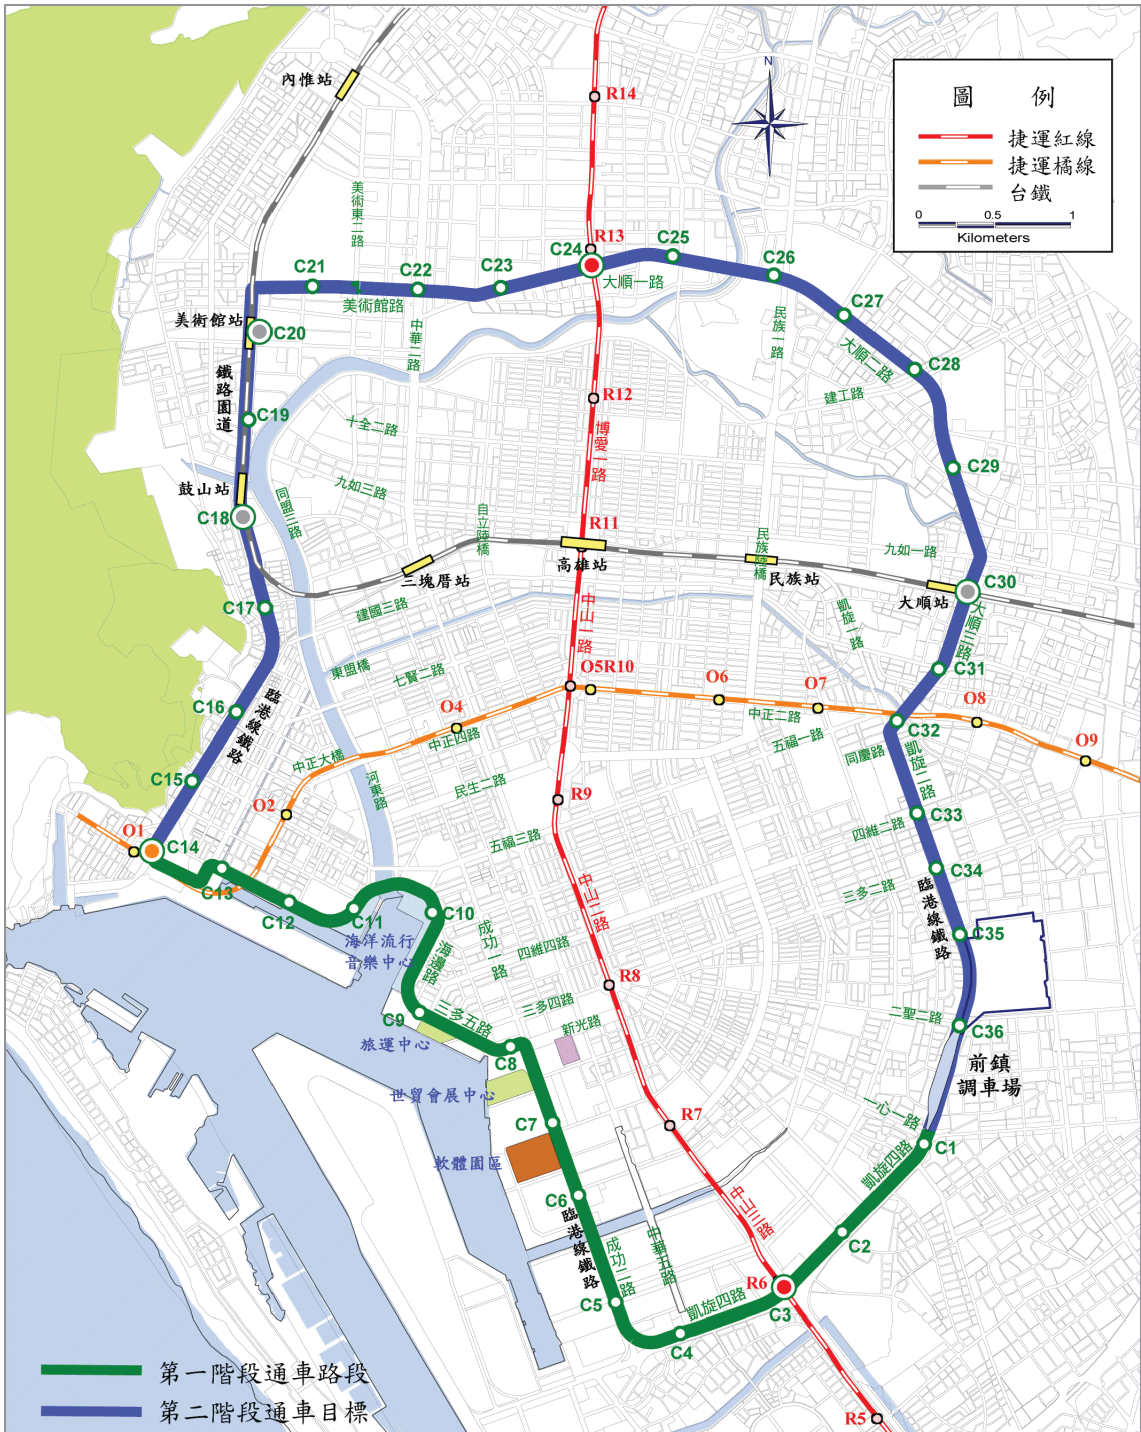 N
圖 例
捷運紅線
捷運橘線
台鐵
0 0.5 1
Kilometers
內惟站
R14
美術東二路
R13
C24
C25
C26
C21
C22
C23
大順一路
美術館路
C27
美術館站
C20
中華二路
民族一路
大順二路
C28
鐵路園道
建工路
R12
C19
十全二路
博愛一路
C29
九如三路
鼓山站
同盟三路
自立陸橋
C18
R11
民族陸橋
九如一路
高雄站
三塊厝站
民族站
大順站
C30
C17
建國三路
中山一路
凱旋一路
大順三路
東盟橋
七賢二路
O5R10
O6
O7
C31
O8
C16
臨港線鐵路
O4
中正四路
中正二路
C32
五福一路
同慶路
O9
中正大橋
C15
河東路
民生二路
凱旋二路
O2
R9
C33
O1
C14
五福三路
四維二路
C13
中山二路
C34
三多二路
臨港線鐵路
C12
C11
C10
成功一路
C35
海洋流行
音樂中心
海邊路
四維四路
R8
C9
三多五路
三多四路
二聖二路
C36
新光路
旅運中心
C8
前鎮
調車場
世貿會展中心
C7
R7
一心一路
C1
軟體園區
凱旋四路
C6
臨港線鐵路
中山三路
C2
成功二路
中華五路
R6
C5
凱旋四路
C3
C4
R5
第一階段通車路段
第二階段通車目標